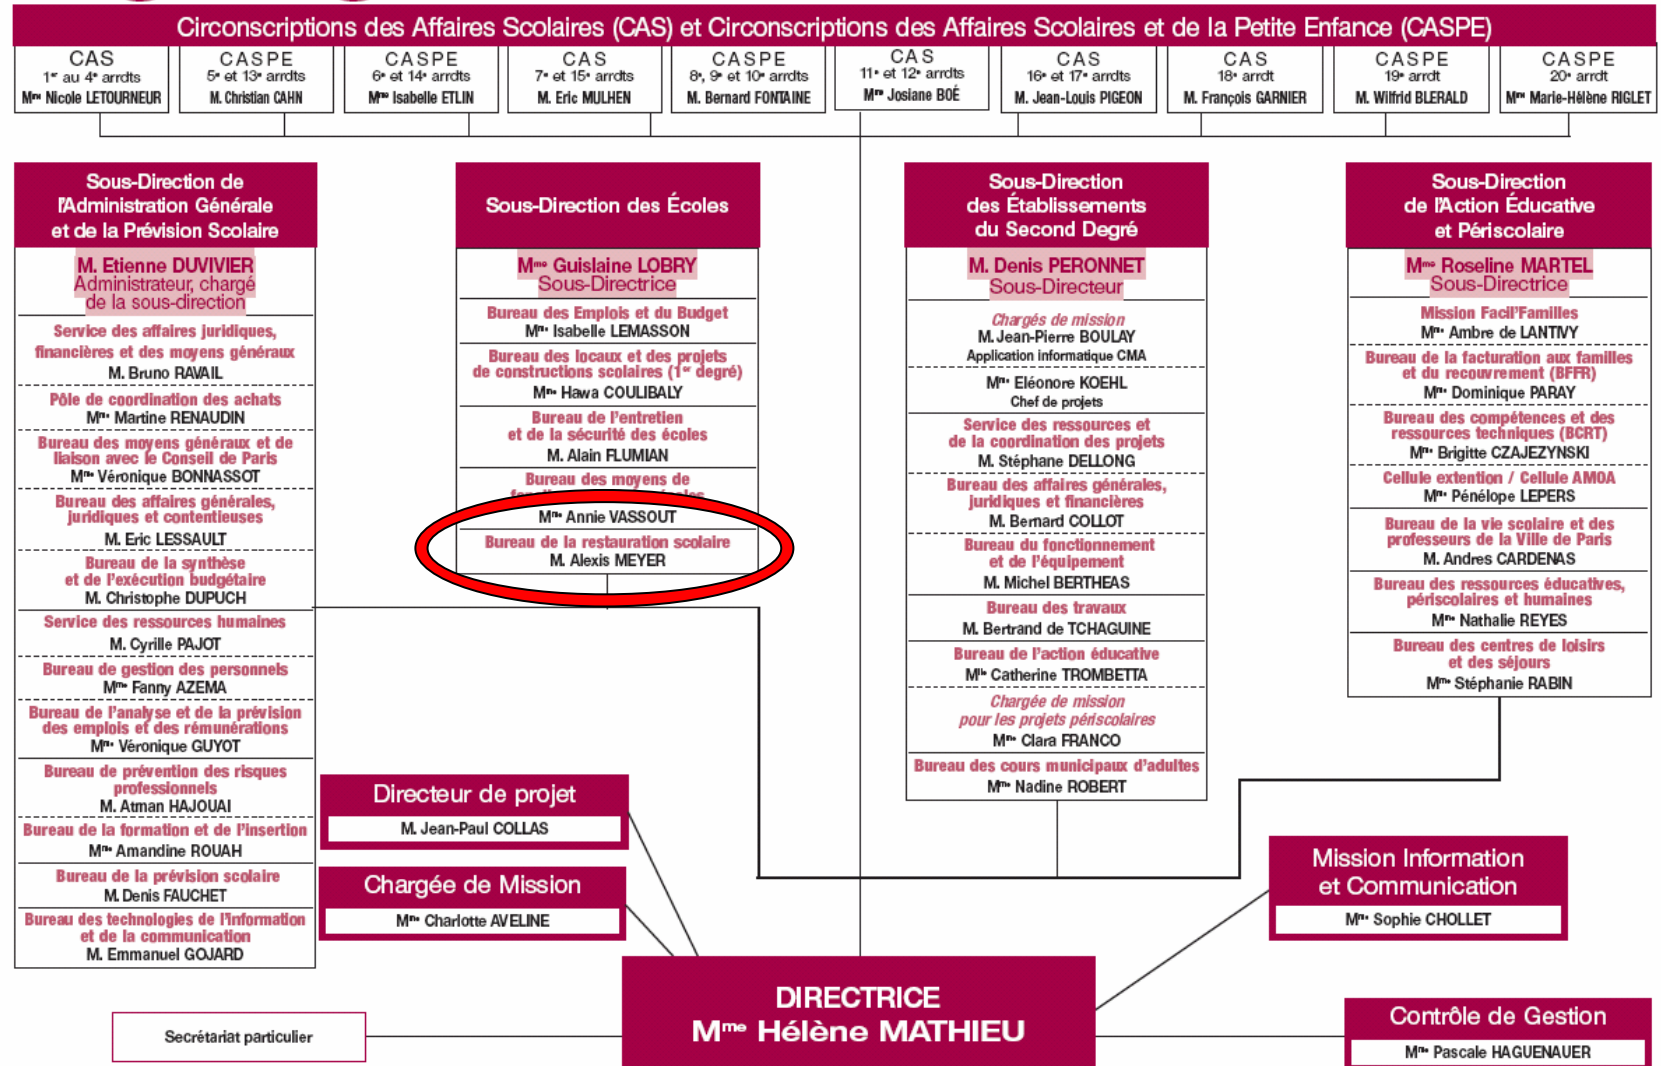 Circonscriptions des Affaires Scolaires (CAS) et Circonscriptions des Affaires Scolaires et de la Petite Enfance (CASPE)
CAS
1er au 4e arrdts
Mme Nicole LETOURNEUR
CASPE
5e et 13e arrdts
M. Christian CAHN
CASPE
6e et 14e arrdts
Mme Isabelle ETLIN
CAS
7e et 15e arrdts
M. Eric MULHEN
CASPE
8e, 9e et 10e arrdts
M. Bernard FONTAINE
CAS
11e et 12e arrdts
Mme Josiane BOÉ
CAS
16e et 17e arrdts
M. Jean-Louis PIGEON
CAS
18e arrdt
M. François GARNIER
CASPE
19e arrdt
M. Wilfrid BLERALD
CASPE
20e arrdt
Mme Marie-Hélène RIGLET
Sous-Direction de
l'Administration Générale
et de la Prévision Scolaire
M. Etienne DUVIVIER
Administrateur, chargé
de la sous-direction
Service des affaires juridiques,
financières et des moyens généraux
M. Bruno RAVAIL
Pôle de coordination des achats
Mme Martine RENAUDIN
Bureau des moyens généraux et de
liaison avec le Conseil de Paris
Mme Véronique BONNASSOT
Bureau des affaires générales,
juridiques et contentieuses
M. Eric LESSAULT
Bureau de la synthèse
et de l'exécution budgétaire
M. Christophe DUPUCH
Service des ressources humaines
M. Cyrille PAJOT
Bureau de gestion des personnels
Mme Fanny AZEMA
Bureau de l'analyse et de la prévision
des emplois et des rémunérations
Mme Véronique GUYOT
Bureau de prévention des risques
professionnels
M. Atman HAJOUAI
Bureau de la formation et de l'insertion
Mme Amandine ROUAH
Bureau de la prévision scolaire
M. Denis FAUCHET
Bureau des technologies de l'information
et de la communication
M. Emmanuel GOJARD
Sous-Direction des Écoles
Mme Guislaine LOBRY
Sous-Directrice
Bureau des Emplois et du Budget
Mme Isabelle LEMASSON
Bureau des locaux et des projets
de constructions scolaires (1er degré)
Mme Hawa COULIBALY
Bureau de l'entretien
et de la sécurité des écoles
M. Alain FLUMIAN
Bureau des moyens de
Mme Annie VASSOUT
Bureau de la restauration scolaire
M. Alexis MEYER
Sous-Direction
des Établissements
du Second Degré
M. Denis PERONNET
Sous-Directeur
Chargés de mission
M. Jean-Pierre BOULAY
Application informatique CMA
Mme Eléonore KOEHL
Chef de projets
Service des ressources et
de la coordination des projets
M. Stéphane DELLONG
Bureau des affaires générales,
juridiques et financières
M. Bernard COLLOT
Bureau du fonctionnement
et de l'équipement
M. Michel BERTHEAS
Bureau des travaux
M. Bertrand de TCHAGUINE
Bureau de l'action éducative
Mlle Catherine TROMBETTA
Chargée de mission
pour les projets périscolaires
Mme Clara FRANCO
Bureau des cours municipaux d'adultes
Mme Nadine ROBERT
Sous-Direction
de l'Action Éducative
et Périscolaire
Mme Roseline MARTEL
Sous-Directrice
Mission Facil'Familles
Mme Ambre de LANTIVY
Bureau de la facturation aux familles
et du recouvrement (BFFR)
Mme Dominique PARAY
Bureau des compétences et des
ressources techniques (BCRT)
Mme Brigitte CZAJEZYNSKI
Cellule extention / Cellule AMOA
Mme Pénélope LEPERS
Bureau de la vie scolaire et des
professeurs de la Ville de Paris
M. Andres CARDENAS
Bureau des ressources éducatives,
périscolaires et humaines
Mme Nathalie REYES
Bureau des centres de loisirs
et des séjours
Mme Stéphanie RABIN
Directeur de projet
M. Jean-Paul COLLAS
Chargée de Mission
Mme Charlotte AVELINE
Mission Information
et Communication
Mme Sophie CHOLLET
DIRECTRICE
Mme Hélène MATHIEU
Secrétariat particulier
Contrôle de Gestion
Mme Pascale HAGUENAUER